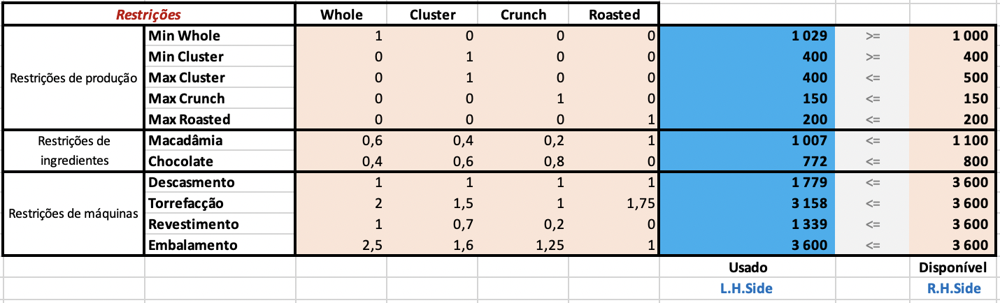 Restrições Whole Cluster Crunch Roasted
Restrições de produção
Min Whole 1 0 0 0 1 029 >= 1 000
Min Cluster 0 1 0 0 400 >= 400
Max Cluster 0 1 0 0 400 <= 500
Max Crunch 0 0 1 0 150 <= 150
Max Roasted 0 0 0 1 200 <= 200
Restrições de
ingredientes
Macadâmia 0,6 0,4 0,2 1 1 007 <= 1 100
Chocolate 0,4 0,6 0,8 0 772 <= 800
Restrições de máquinas
Descasmento 1 1 1 1 1 779 <= 3 600
Torrefacção 2 1,5 1 1,75 3 158 <= 3 600
Revestimento 1 0,7 0,2 0 1 339 <= 3 600
Embalamento 2,5 1,6 1,25 1 3 600 <= 3 600
Usado Disponível
L.H.Side R.H.Side